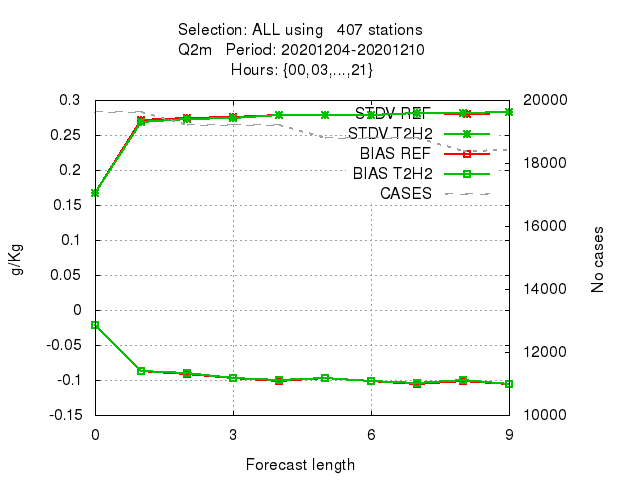 Selection: ALL using   407 stations
Q2m   Period: 20201204-20201210
Hours: {00,03,...,21}
0.3
0.25
0.2
0.15
0.1
0.05
0
-0.05
-0.1
-0.15
20000
18000
16000
14000
12000
10000
STDV REF
STDV T2H2
BIAS REF
BIAS T2H2
CASES
g/Kg
No cases
0
3
6
9
Forecast length